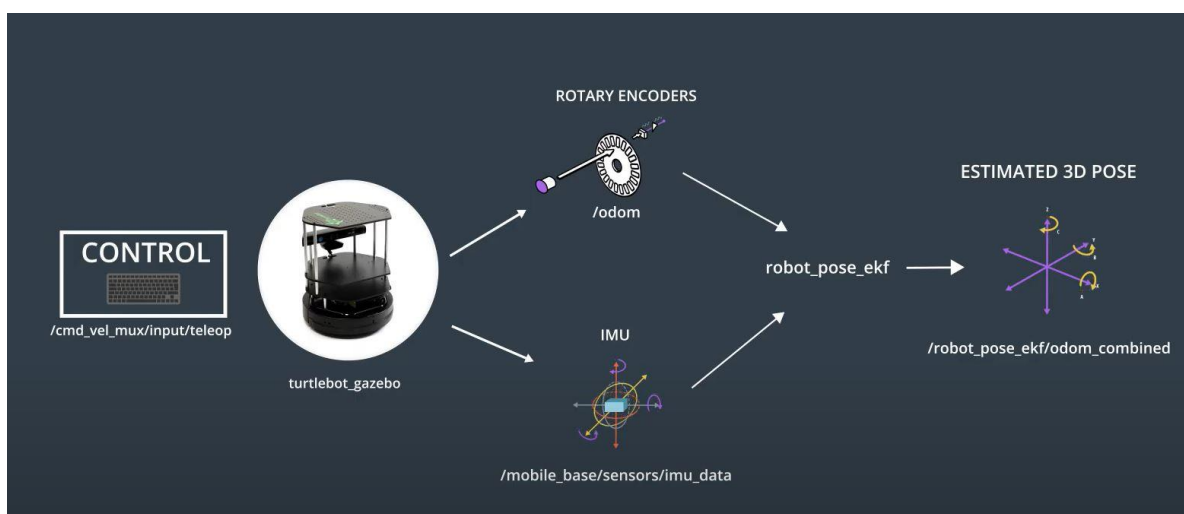 ROTARY ENCODERS
/odom
CONTROL
/cmd_vel_mux/input/teleop
turtlebot_gazebo
IMU
/mobile_base/sensors/imu_data
robot_pose_ekf
ESTIMATED 3D POSE
Z
C
Y
B
X
A
/robot_pose_ekf/odom_combined